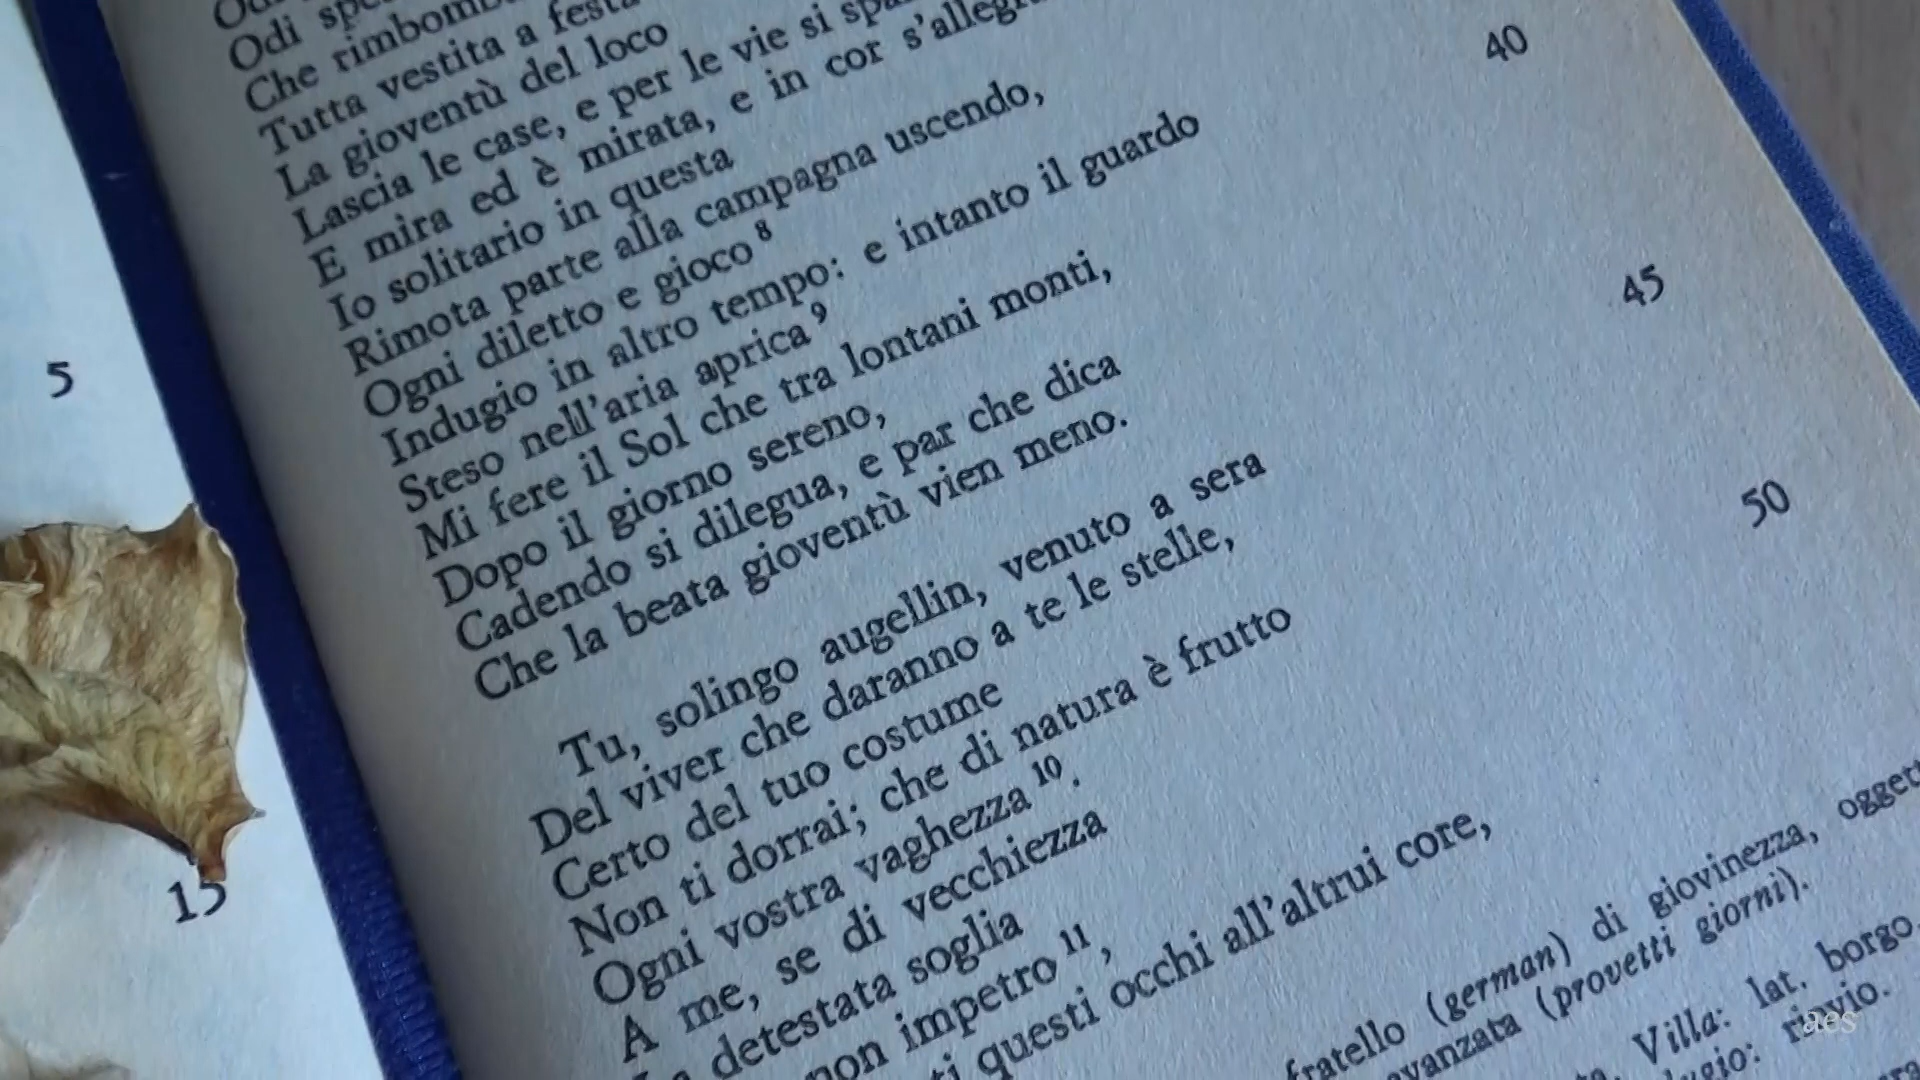 Odi
Che rimbomb
Tutta vestita a festa
La gioventù del loco
Lascia le case, e per le vie si
E mira ed è mirata, e in cor s'allegr
Io solitario in questa
Rimota parte alla campagna uscendo,
Ogni diletto e gioco 8
Indugio in altro tempo: e intanto il guardo
Steso nell'aria aprica 9
Mi fere il Sol che tra lontani monti,
Dopo il giorno sereno,
Cadendo si dilegua, e par che dica
Che la beata gioventù vien meno.
Tu, solingo augellin, venuto a sera
Del viver che daranno a te le stelle,
Certo del tuo costume
Non ti dorrai; che di natura è frutto
Ogni vostra vaghezza 10.
A me, se di vecchiezza
detestata soglia
non impetro 11,
questi occhi all'altrui core,
40
45
50
fratello (german) di giovinezza, oggett
avanzata (provetti giorni).
Villa: lat. borgo,
rinvio.
5
15
aes